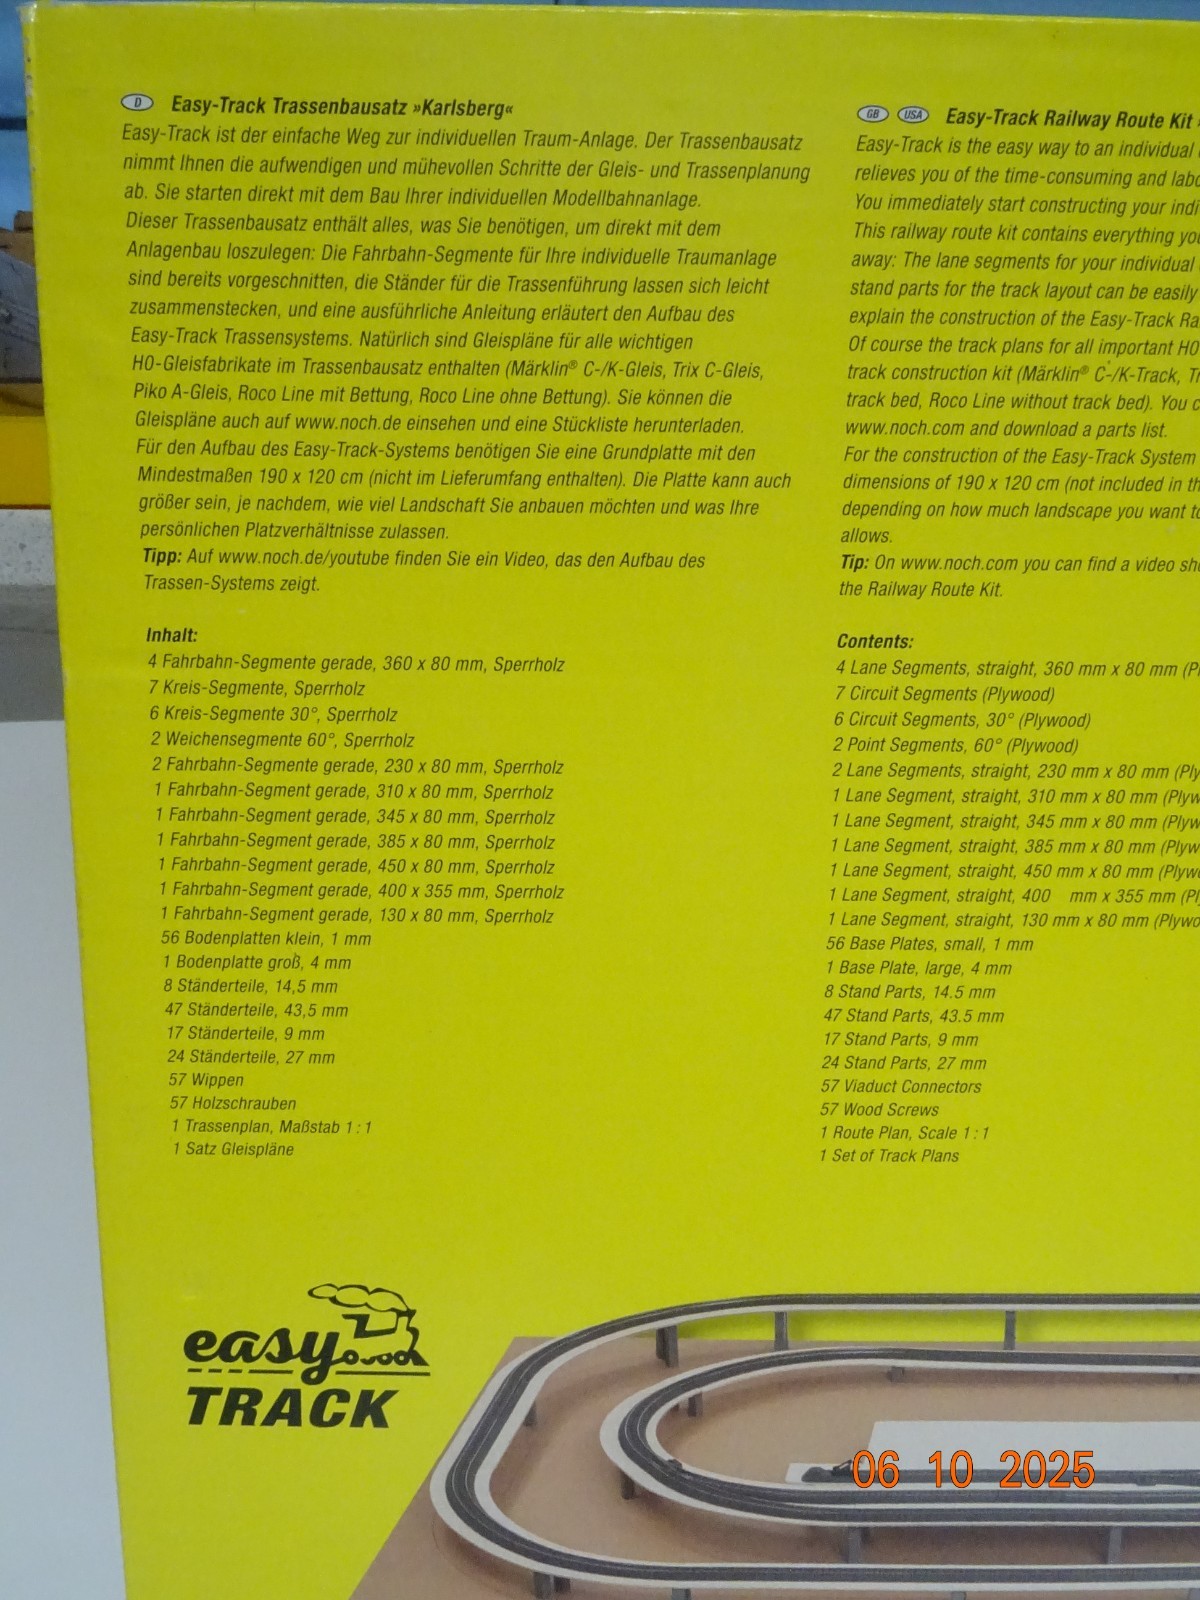 D Easy-Track Trassenbausatz »Karlsberg«
Easy-Track ist der einfache Weg zur individuellen Traum-Anlage. Der Trassenbausatz
nimmt Ihnen die aufwendigen und mühevollen Schritte der Gleis- und Trassenplanung
ab. Sie starten direkt mit dem Bau Ihrer individuellen Modellbahnanlage.
Dieser Trassenbausatz enthält alles, was Sie benötigen, um direkt mit dem
Anlagenbau loszulegen: Die Fahrbahn-Segmente für Ihre individuelle Traumanlage
sind bereits vorgeschnitten, die Ständer für die Trassenführung lassen sich leicht
zusammenstecken, und eine ausführliche Anleitung erläutert den Aufbau des
Easy-Track Trassensystems. Natürlich sind Gleispläne für alle wichtigen
H0-Gleisfabrikate im Trassenbausatz enthalten (Märklin® C-/K-Gleis, Trix C-Gleis,
Piko A-Gleis, Roco Line mit Bettung, Roco Line ohne Bettung). Sie können die
Gleispläne auch auf www.noch.de einsehen und eine Stückliste herunterladen.
Für den Aufbau des Easy-Track-Systems benötigen Sie eine Grundplatte mit den
Mindestmaßen 190 x 120 cm (nicht im Lieferumfang enthalten). Die Platte kann auch
größer sein, je nachdem, wie viel Landschaft Sie anbauen möchten und was Ihre
persönlichen Platzverhältnisse zulassen.
Tipp: Auf www.noch.de/youtube finden Sie ein Video, das den Aufbau des
Trassen-Systems zeigt.
Inhalt:
4 Fahrbahn-Segmente gerade, 360 x 80 mm, Sperrholz
7 Kreis-Segmente, Sperrholz
6 Kreis-Segmente 30°, Sperrholz
2 Weichensegmente 60°, Sperrholz
2 Fahrbahn-Segmente gerade, 230 x 80 mm, Sperrholz
1 Fahrbahn-Segment gerade, 310 x 80 mm, Sperrholz
1 Fahrbahn-Segment gerade, 345 x 80 mm, Sperrholz
1 Fahrbahn-Segment gerade, 385 x 80 mm, Sperrholz
1 Fahrbahn-Segment gerade, 450 x 80 mm, Sperrholz
1 Fahrbahn-Segment gerade, 400 x 355 mm, Sperrholz
1 Fahrbahn-Segment gerade, 130 x 80 mm, Sperrholz
56 Bodenplatten klein, 1 mm
1 Bodenplatte groß, 4 mm
8 Ständerteile, 14,5 mm
47 Ständerteile, 43,5 mm
17 Ständerteile, 9 mm
24 Ständerteile, 27 mm
57 Wippen
57 Holzschrauben
1 Trassenplan, Maßstab 1 : 1
1 Satz Gleispläne
GB USA Easy-Track Railway Route Kit
Easy-Track is the easy way to an individual
relieves you of the time-consuming and labo
You immediately start constructing your indi
This railway route kit contains everything you
away: The lane segments for your individual
stand parts for the track layout can be easily
explain the construction of the Easy-Track Ra
Of course the track plans for all important H0
track construction kit (Märklin® C-/K-Track, Tr
track bed, Roco Line without track bed). You c
www.noch.com and download a parts list.
For the construction of the Easy-Track System
dimensions of 190 x 120 cm (not included in th
depending on how much landscape you want to
allows.
Tip: On www.noch.com you can find a video sh
the Railway Route Kit.
Contents:
4 Lane Segments, straight, 360 mm x 80 mm (Pl
7 Circuit Segments (Plywood)
6 Circuit Segments, 30° (Plywood)
2 Point Segments, 60° (Plywood)
2 Lane Segments, straight, 230 mm x 80 mm (Ply
1 Lane Segment, straight, 310 mm x 80 mm (Plyw
1 Lane Segment, straight, 345 mm x 80 mm (Plyw
1 Lane Segment, straight, 385 mm x 80 mm (Plyw
1 Lane Segment, straight, 450 mm x 80 mm (Plyw
1 Lane Segment, straight, 400 mm x 355 mm (Pl
1 Lane Segment, straight, 130 mm x 80 mm (Plywo
56 Base Plates, small, 1 mm
1 Base Plate, large, 4 mm
8 Stand Parts, 14.5 mm
47 Stand Parts, 43.5 mm
17 Stand Parts, 9 mm
24 Stand Parts, 27 mm
57 Viaduct Connectors
57 Wood Screws
1 Route Plan, Scale 1 : 1
1 Set of Track Plans
easy
TRACK
06 10 2025